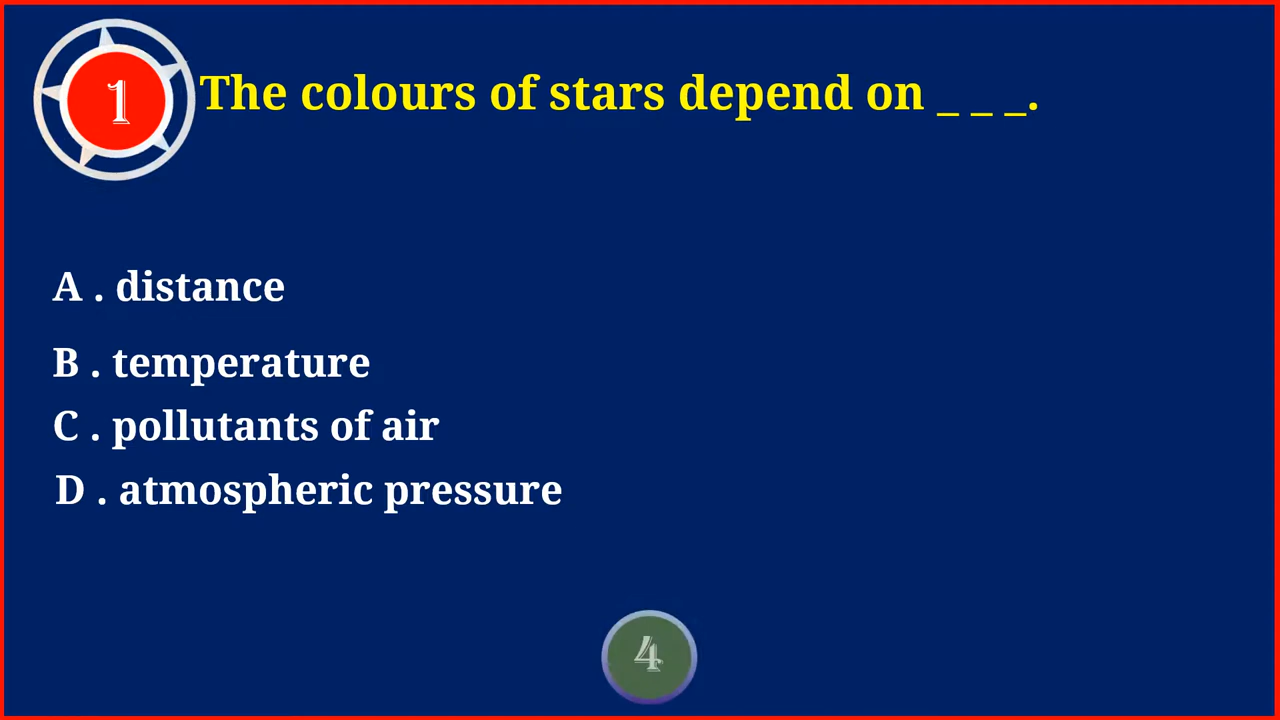 1
The colours of stars depend on _ _ _.
A . distance
B . temperature
C . pollutants of air
D . atmospheric pressure
4